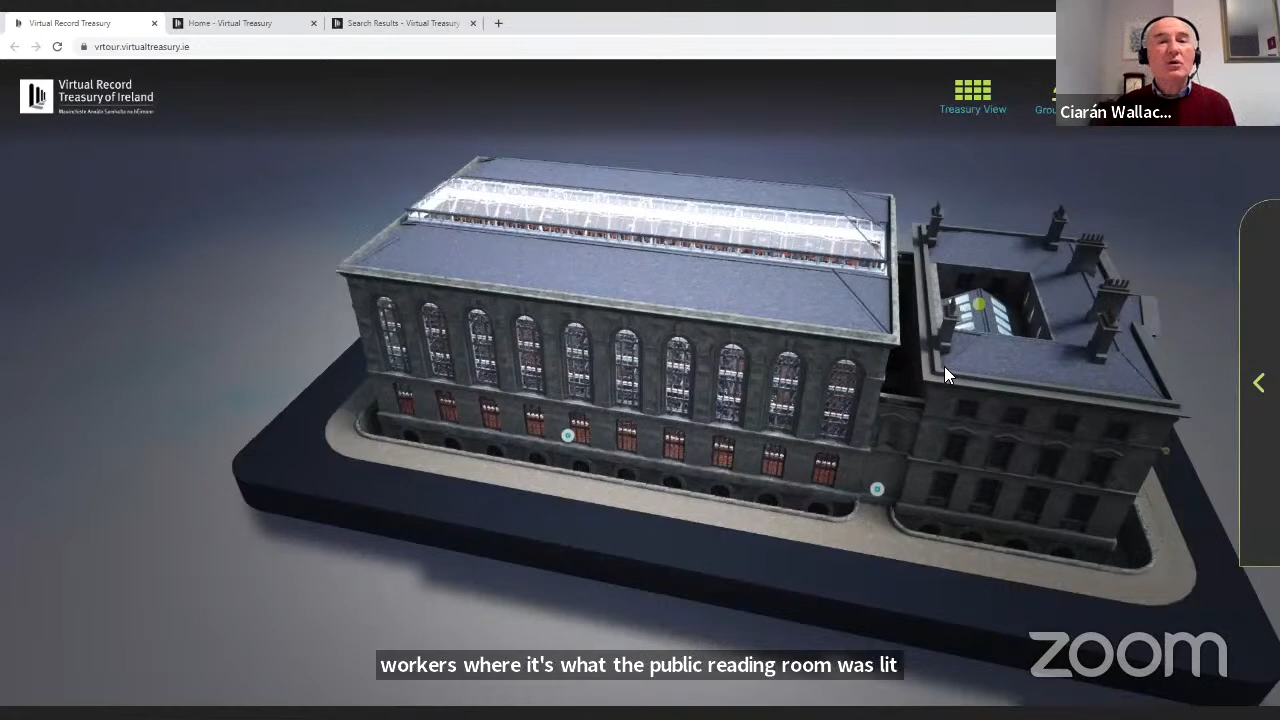 Virtual Record Treasury
Home - Virtual Treasury
Search Results - Virtual Treasury
vrtour.virtualtreasury.ie
Virtual Record
Treasury of Ireland
Treasury View
Grou
Ciarán Wallac...
workers where it's what the public reading room was lit
zoom